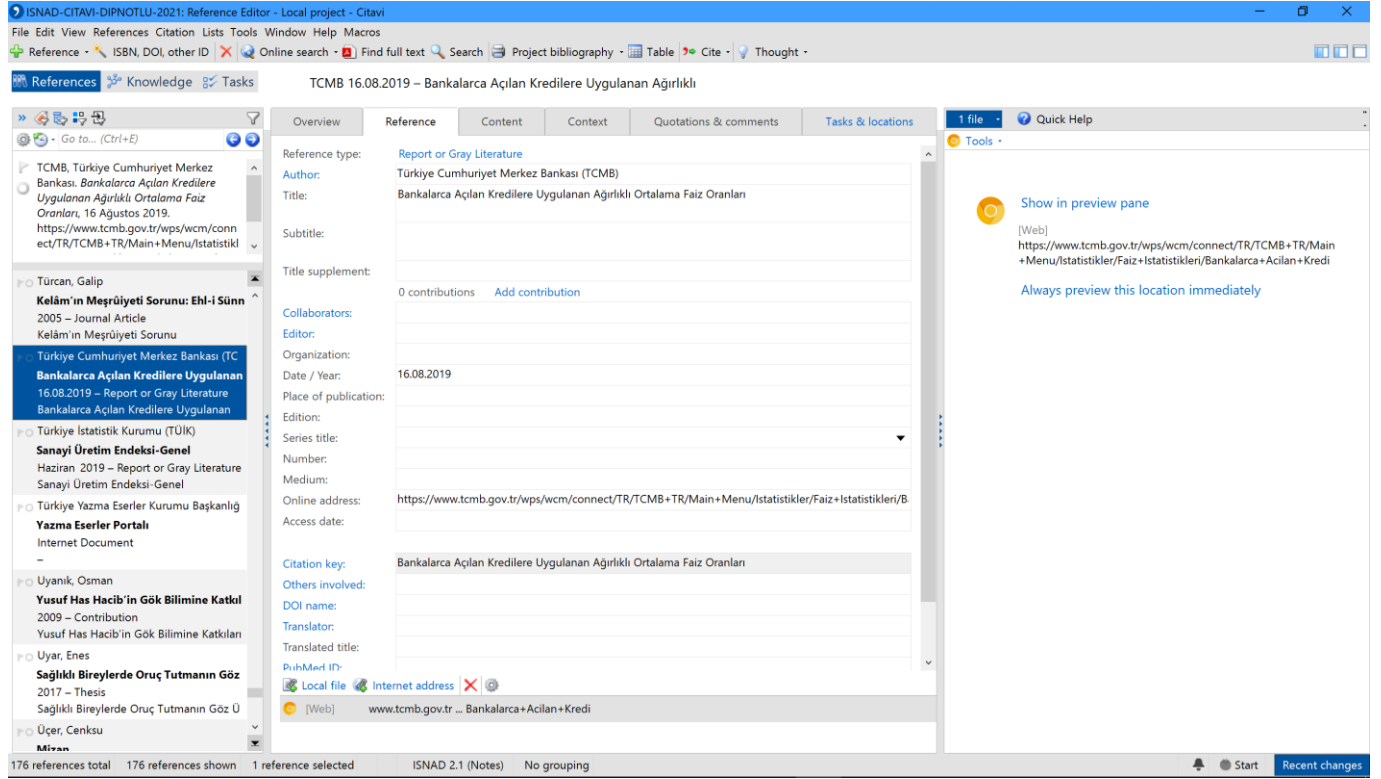 ISNAD-CITAVI-DIPNOTLU-2021: Reference Editor - Local project - Citavi
File Edit View References Citation Lists Tools Window Help Macros
Reference ISBN, DOI, other ID Online search Find full text Search Project bibliography Table Cite Thought
References Knowledge Tasks
TCMB 16.08.2019 – Bankalarca Açılan Kredilere Uygulanan Ağırlıklı
Go to... (Ctrl+E)
TCMB, Türkiye Cumhuriyet Merkez
Bankası. Bankalarca Açılan Kredilere
Uygulanan Ağırlıklı Ortalama Faiz
Oranları, 16 Ağustos 2019.
https://www.tcmb.gov.tr/wps/wcm/conn
ect/TR/TCMB+TR/Main+Menu/Istatistikl
Türcan, Galip
Kelâm'ın Meşrûiyeti Sorunu: Ehl-i Sünn
2005 – Journal Article
Kelâm'ın Meşrûiyeti Sorunu
Türkiye Cumhuriyet Merkez Bankası (TC
Bankalarca Açılan Kredilere Uygulanan
16.08.2019 – Report or Gray Literature
Bankalarca Açılan Kredilere Uygulanan
Türkiye İstatistik Kurumu (TÜİK)
Sanayi Üretim Endeksi-Genel
Haziran 2019 – Report or Gray Literature
Sanayi Üretim Endeksi-Genel
Türkiye Yazma Eserler Kurumu Başkanlığ
Yazma Eserler Portalı
Internet Document
–
Uyanık, Osman
Yusuf Has Hacib'in Gök Bilimine Katkıl
2009 – Contribution
Yusuf Has Hacib'in Gök Bilimine Katkıları
Uyar, Enes
Sağlıklı Bireylerde Oruç Tutmanın Göz
2017 – Thesis
Sağlıklı Bireylerde Oruç Tutmanın Göz Ü
Üçer, Cenksu
Mizan
Overview Reference Content Context Quotations & comments Tasks & locations
Reference type: Report or Gray Literature
Author: Türkiye Cumhuriyet Merkez Bankası (TCMB)
Title: Bankalarca Açılan Kredilere Uygulanan Ağırlıklı Ortalama Faiz Oranları
Subtitle:
Title supplement:
0 contributions Add contribution
Collaborators:
Editor:
Organization:
Date / Year: 16.08.2019
Place of publication:
Edition:
Series title:
Number:
Medium:
Online address: https://www.tcmb.gov.tr/wps/wcm/connect/TR/TCMB+TR/Main+Menu/Istatistikler/Faiz+Istatistikleri/B
Access date:
Citation key: Bankalarca Açılan Kredilere Uygulanan Ağırlıklı Ortalama Faiz Oranları
Others involved:
DOI name:
Translator:
Translated title:
PubMed ID:
Local file Internet address
[Web] www.tcmb.gov.tr ... Bankalarca+Acilan+Kredi
1 file Quick Help
Tools
Show in preview pane
[Web]
https://www.tcmb.gov.tr/wps/wcm/connect/TR/TCMB+TR/Main
+Menu/Istatistikler/Faiz+Istatistikleri/Bankalarca+Acilan+Kredi
Always preview this location immediately
176 references total 176 references shown 1 reference selected ISNAD 2.1 (Notes) No grouping Start Recent changes